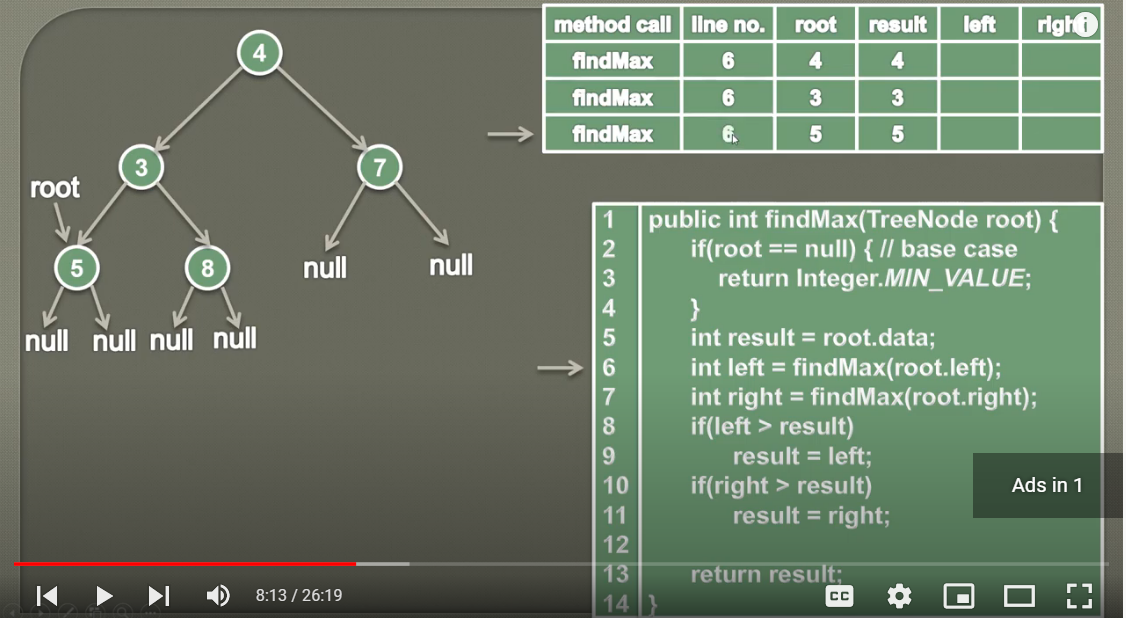 4
3
7
root
5
8
null
null
null
null
null
null
method call line no. root result left righ
findMax 6 4 4
findMax 6 3 3
findMax 6 5 5
1 public int findMax(TreeNode root) {
2 if(root == null) { // base case
3 return Integer.MIN_VALUE;
4 }
5 int result = root.data;
6 int left = findMax(root.left);
7 int right = findMax(root.right);
8 if(left > result)
9 result = left;
10 if(right > result)
11 result = right;
12
13 return result;
14 }
Ads in 1
8:13 / 26:19
CC